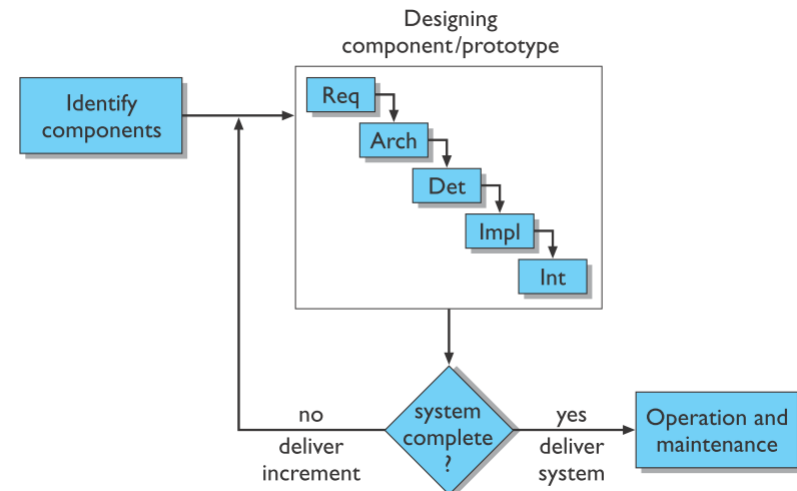 Designing
component/prototype
Identify
components
Req
Arch
Det
Impl
Int
system
complete
?
no
deliver
increment
yes
deliver
system
Operation and
maintenance